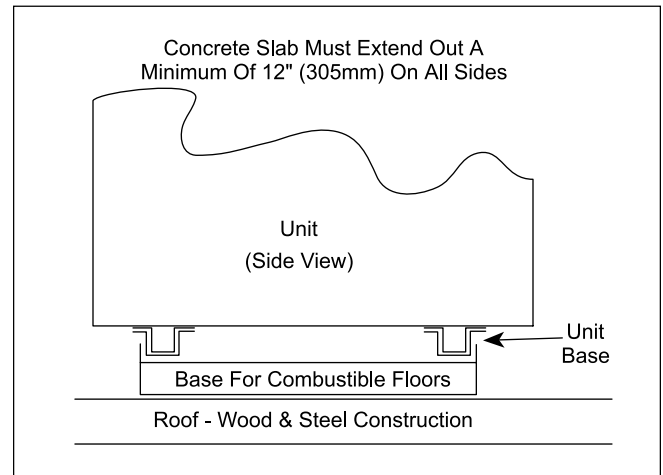 Concrete Slab Must Extend Out A
Minimum Of 12" (305mm) On All Sides
Unit
(Side View)
Unit
Base
Base For Combustible Floors
Roof - Wood & Steel Construction